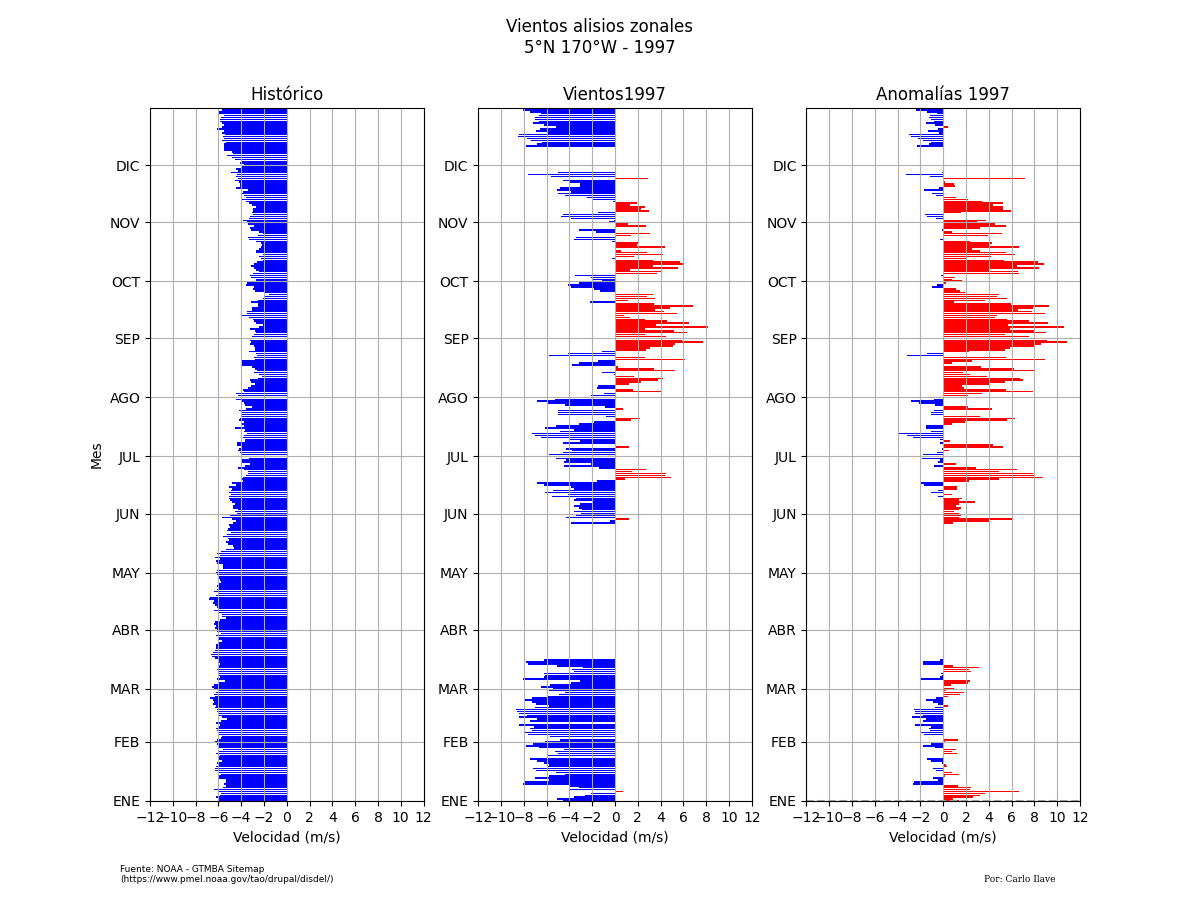 Vientos alisios zonales
5°N 170°W - 1997
Histórico
Vientos1997
Anomalías 1997
DIC
NOV
OCT
SEP
AGO
JUL
JUN
MAY
ABR
MAR
FEB
ENE
Mes
−12 −10 −8 −6 −4 −2 0 2 4 6 8 10 12
Velocidad (m/s)
DIC
NOV
OCT
SEP
AGO
JUL
JUN
MAY
ABR
MAR
FEB
ENE
−12 −10 −8 −6 −4 −2 0 2 4 6 8 10 12
Velocidad (m/s)
DIC
NOV
OCT
SEP
AGO
JUL
JUN
MAY
ABR
MAR
FEB
ENE
−12 −10 −8 −6 −4 −2 0 2 4 6 8 10 12
Velocidad (m/s)
Fuente: NOAA - GTMBA Sitemap
(https://www.pmel.noaa.gov/tao/drupal/disdel/)
Por: Carlo Ilave